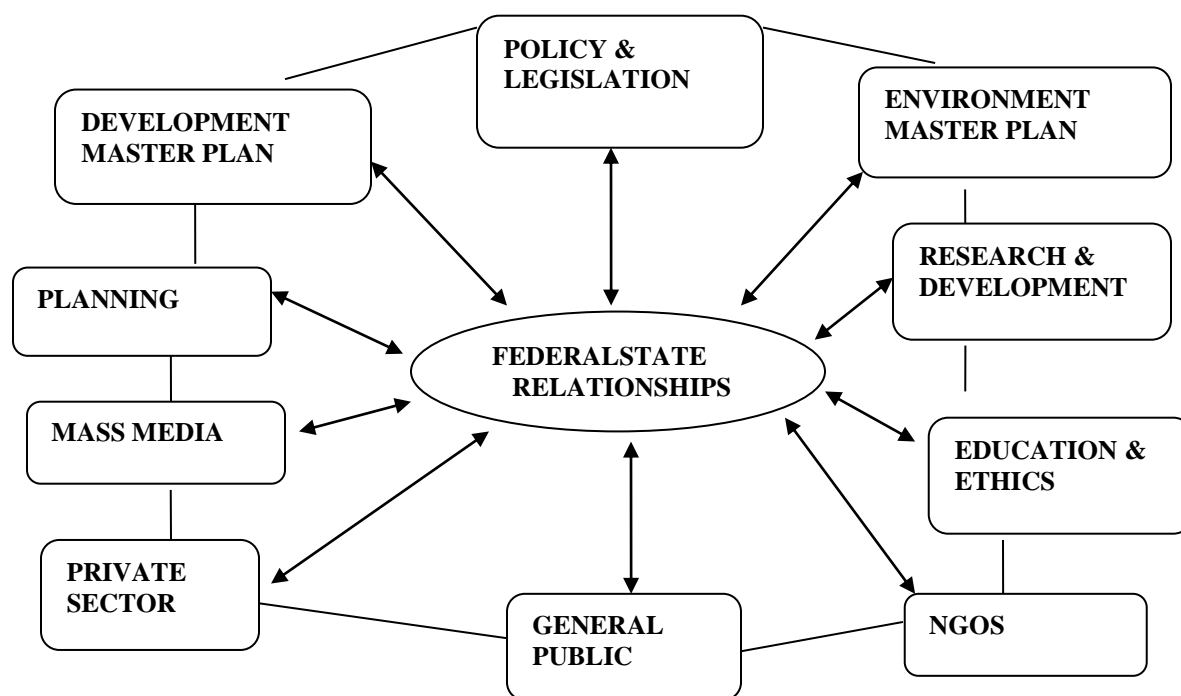 POLICY &
LEGISLATION
ENVIRONMENT
MASTER PLAN
DEVELOPMENT
MASTER PLAN
RESEARCH &
DEVELOPMENT
PLANNING
FEDERALSTATE
RELATIONSHIPS
MASS MEDIA
EDUCATION &
ETHICS
PRIVATE
SECTOR
GENERAL
PUBLIC
NGOS